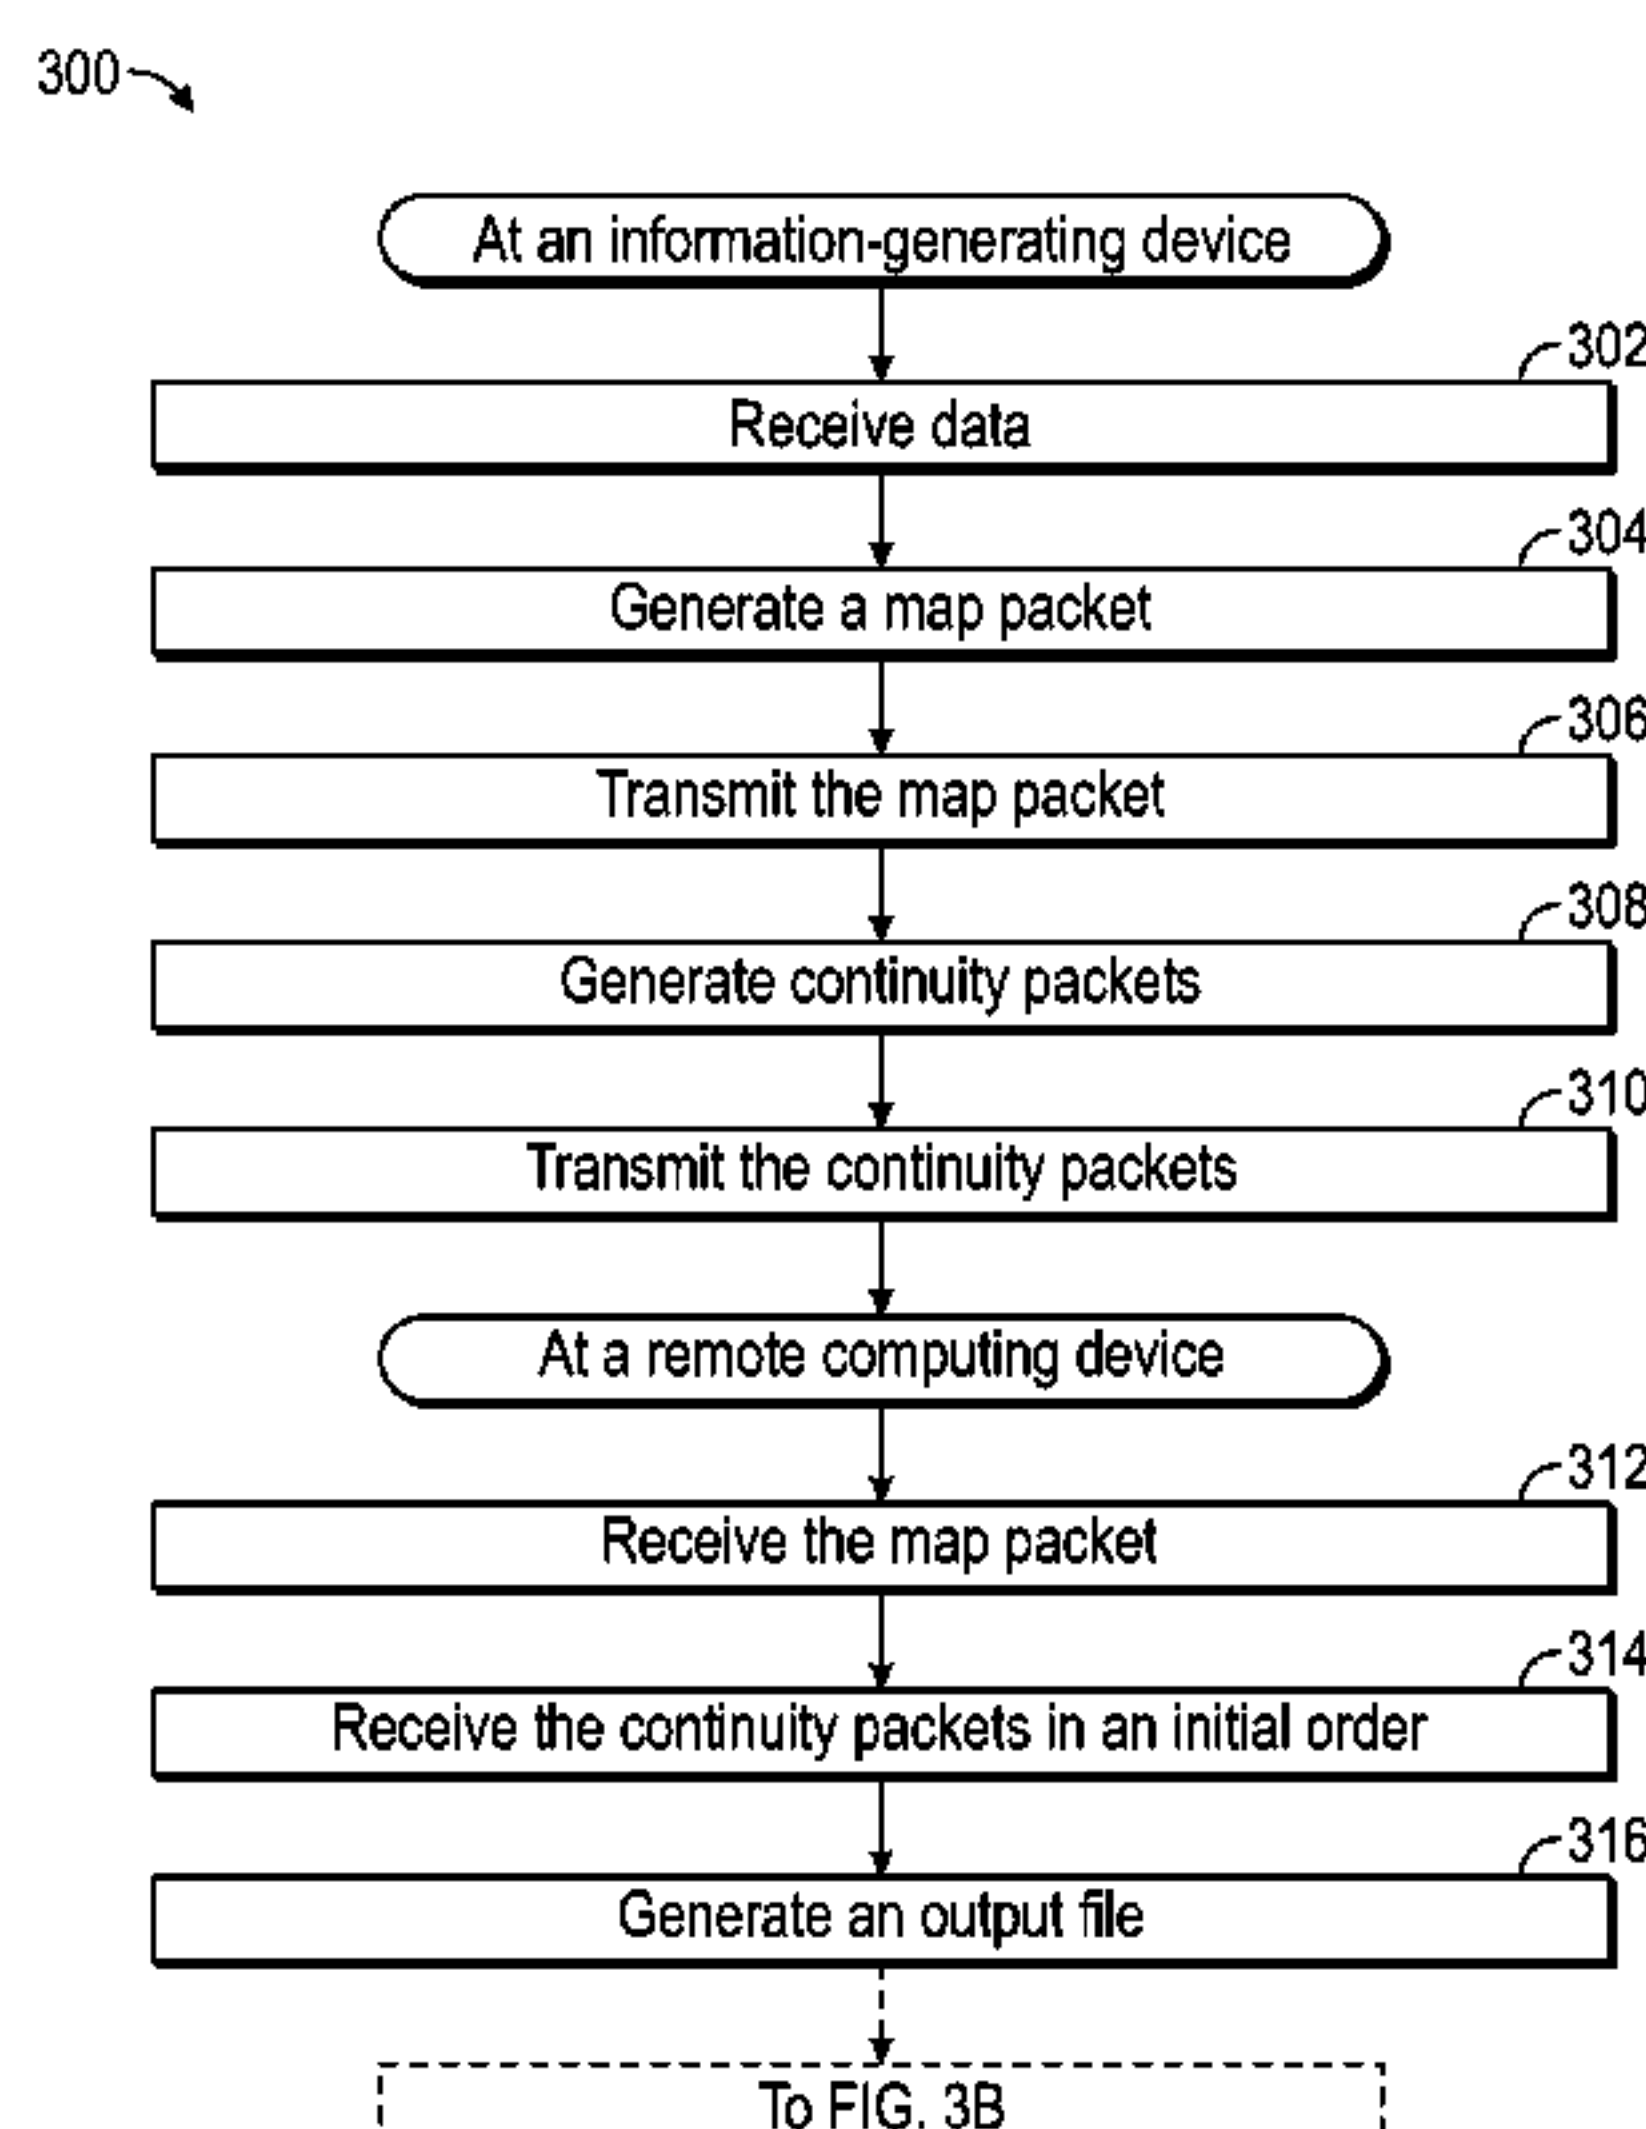 300
At an information-generating device
302
Receive data
304
Generate a map packet
306
Transmit the map packet
308
Generate continuity packets
310
Transmit the continuity packets
At a remote computing device
312
Receive the map packet
314
Receive the continuity packets in an initial order
316
Generate an output file
To FIG. 3B